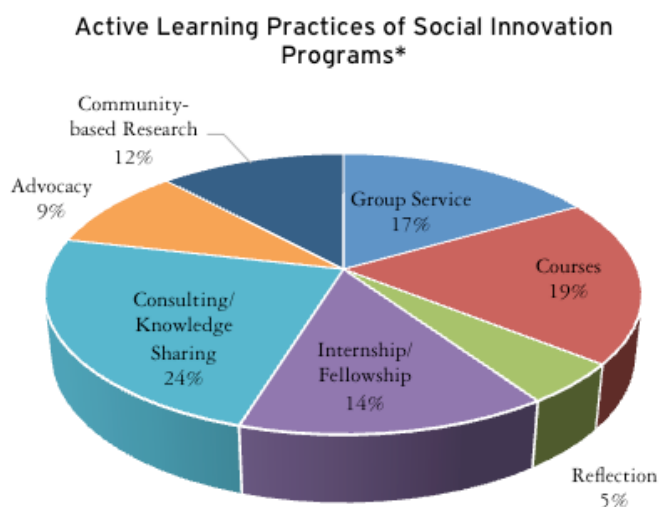 Active Learning Practices of Social Innovation
Programs*
Community-
based Research
12%
Group Service
17%
Advocacy
9%
Courses
19%
Consulting/
Knowledge
Sharing
24%
Internship/
Fellowship
14%
Reflection
5%